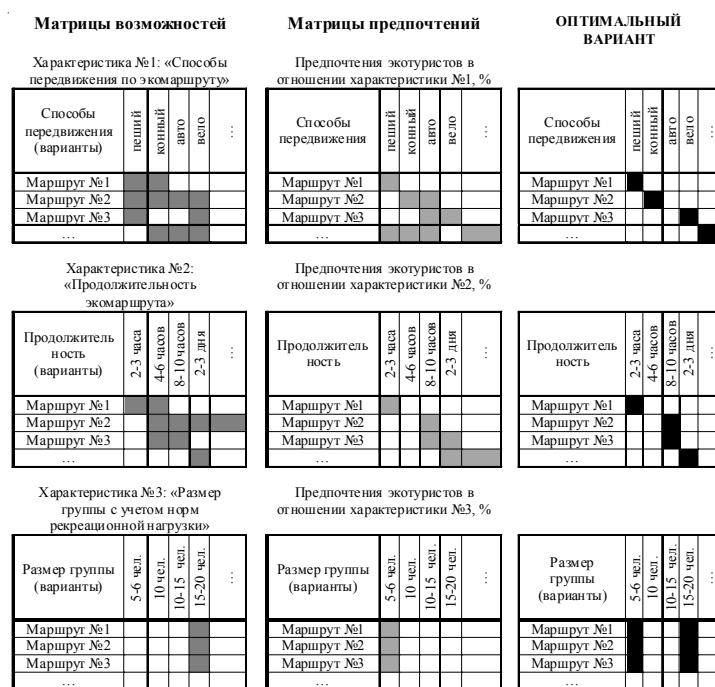 Матрицы возможностей
Матрицы предпочтений
ОПТИМАЛЬНЫЙ
ВАРИАНТ
Характеристика №1: «Способы
передвижения по экомаршруту»
Предпочтения экотуристов в
отношении характеристики №1, %
Способы
передвижения
(варианты)
пеший
конный
авто
вело
…
Маршрут №1
Маршрут №2
Маршрут №3
…
Способы
передвижения
пеший
конный
авто
вело
…
Маршрут №1
Маршрут №2
Маршрут №3
…
Способы
передвижения
пеший
конный
авто
вело
…
Маршрут №1
Маршрут №2
Маршрут №3
…
Характеристика №2:
«Продолжительность
экомаршрута»
Предпочтения экотуристов в
отношении характеристики №2, %
Продолжитель
ность
(варианты)
2-3 часа
4-6 часов
8-10 часов
2-3 дня
…
Маршрут №1
Маршрут №2
Маршрут №3
…
Продолжитель
ность
2-3 часа
4-6 часов
8-10 часов
2-3 дня
…
Маршрут №1
Маршрут №2
Маршрут №3
…
Продолжитель
ность
2-3 часа
4-6 часов
8-10 часов
2-3 дня
…
Маршрут №1
Маршрут №2
Маршрут №3
…
Характеристика №3: «Размер
группы с учетом норм
рекреационной нагрузки»
Предпочтения экотуристов в
отношении характеристики №3, %
Размер группы
(варианты)
5-6 чел.
10 чел.
10-15 чел.
15-20 чел.
…
Маршрут №1
Маршрут №2
Маршрут №3
…
Размер группы
(варианты)
5-6 чел.
10 чел.
10-15 чел.
15-20 чел.
…
Маршрут №1
Маршрут №2
Маршрут №3
…
Размер
группы
(варианты)
5-6 чел.
10 чел.
10-15 чел.
15-20 чел.
…
Маршрут №1
Маршрут №2
Маршрут №3
…